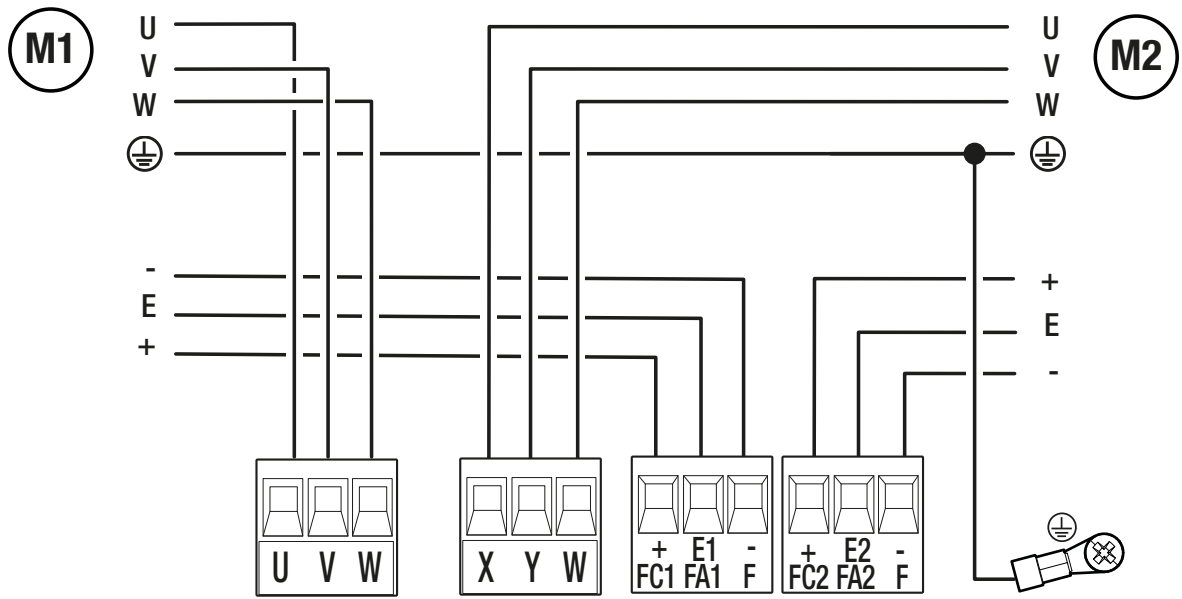 M1
U
V
W
-
E
+
U
V
W
M2
+
E
-
U V W
X Y W
+ E1 -
FC1 FA1 F
+ E2 -
FC2 FA2 F